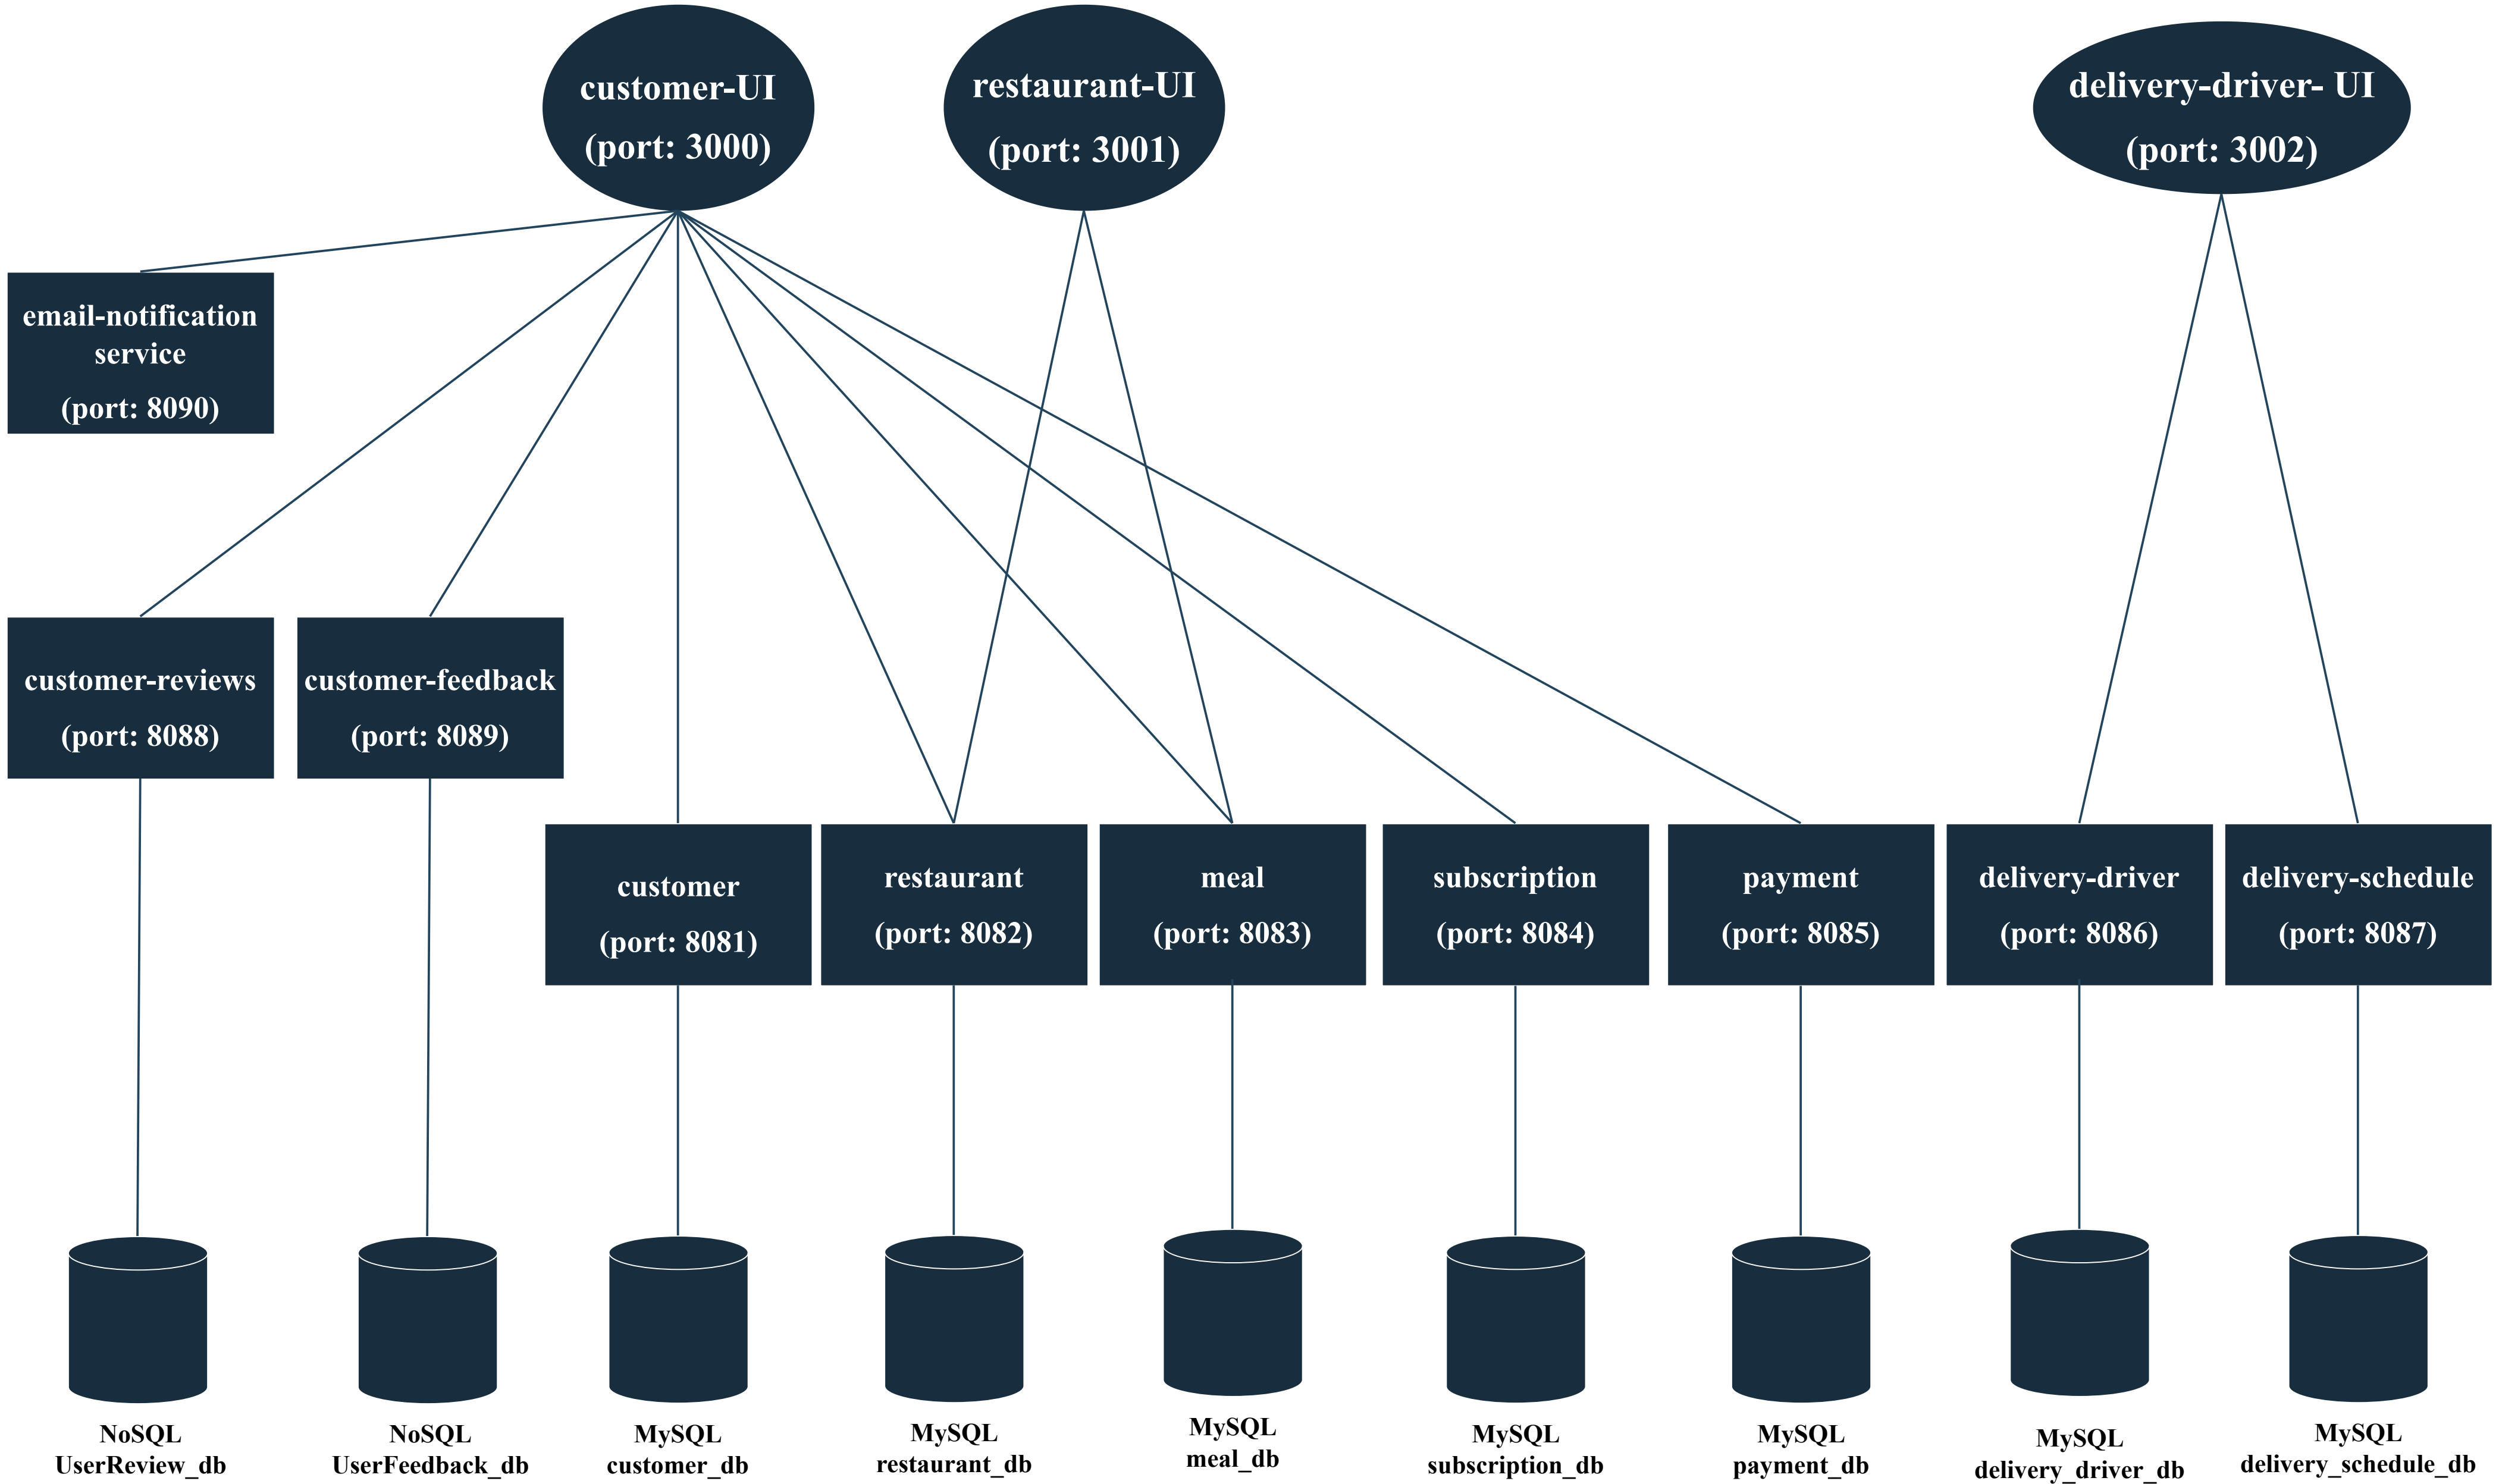 customer-UI
(port: 3000)
restaurant-UI
(port: 3001)
delivery-driver- UI
(port: 3002)
email-notification
service
(port: 8090)
customer-reviews
(port: 8088)
customer-feedback
(port: 8089)
customer
(port: 8081)
restaurant
(port: 8082)
meal
(port: 8083)
subscription
(port: 8084)
payment
(port: 8085)
delivery-driver
(port: 8086)
delivery-schedule
(port: 8087)
NoSQL
UserReview_db
NoSQL
UserFeedback_db
MySQL
customer_db
MySQL
restaurant_db
MySQL
meal_db
MySQL
subscription_db
MySQL
payment_db
MySQL
delivery_driver_db
MySQL
delivery_schedule_db